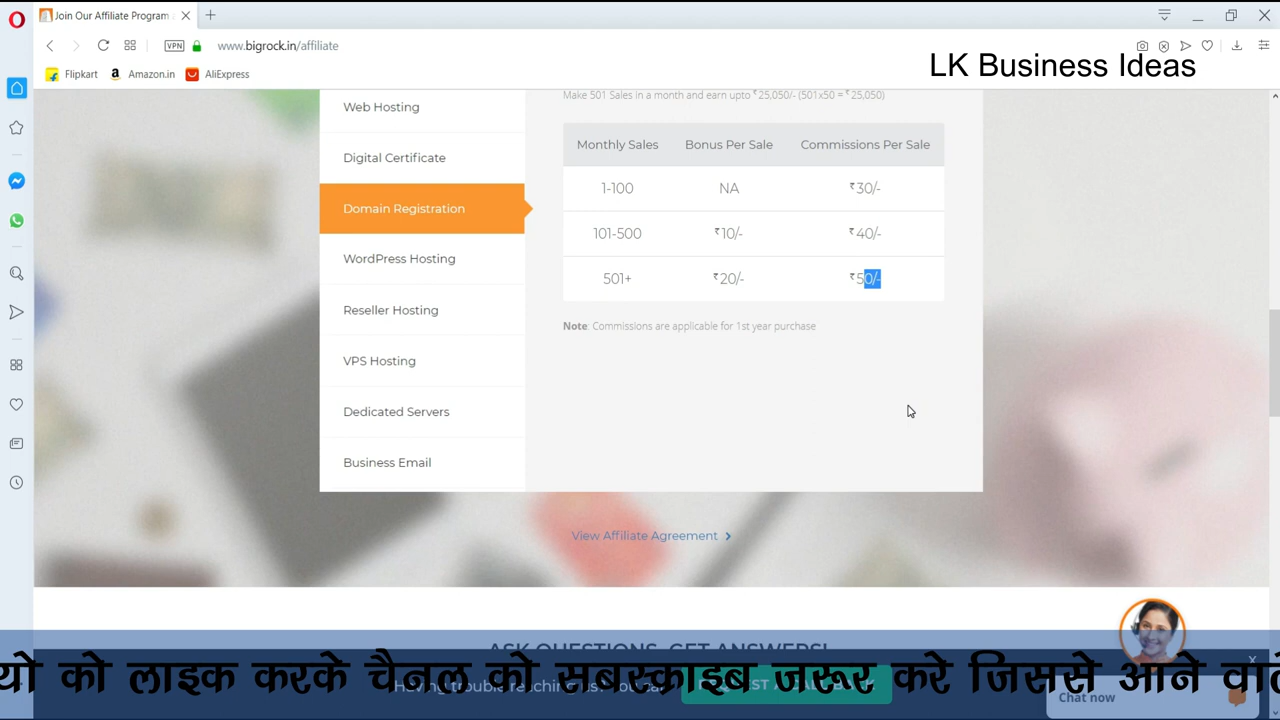 Join Our Affiliate Program
VPN
www.bigrock.in/affiliate
Flipkart
Amazon.in
AliExpress
LK Business Ideas
Make 501 Sales in a month and earn upto ₹25,050/- (501x50 = ₹25,050)
Web Hosting
Digital Certificate
Domain Registration
WordPress Hosting
Reseller Hosting
VPS Hosting
Dedicated Servers
Business Email
Monthly Sales Bonus Per Sale Commissions Per Sale
1-100 NA ₹30/-
101-500 ₹10/- ₹40/-
501+ ₹20/- ₹50/-
Note: Commissions are applicable for 1st year purchase
View Affiliate Agreement
ASK QUESTIONS, GET ANSWERS!
को लाइक करके चैनल को सबस्क्राइब जरूर करे जिससे आने
Chat now